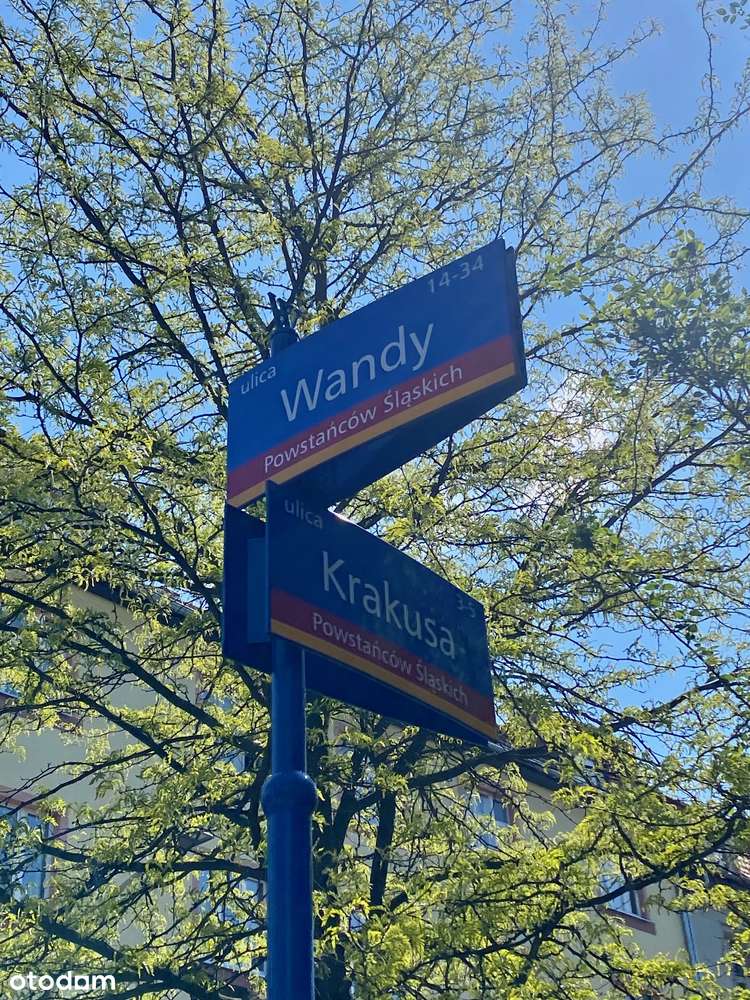 14-34
ulica
Wandy
Powstańców Śląskich
ulica
3-5
Krakusa
Powstańców Śląskich
otodom